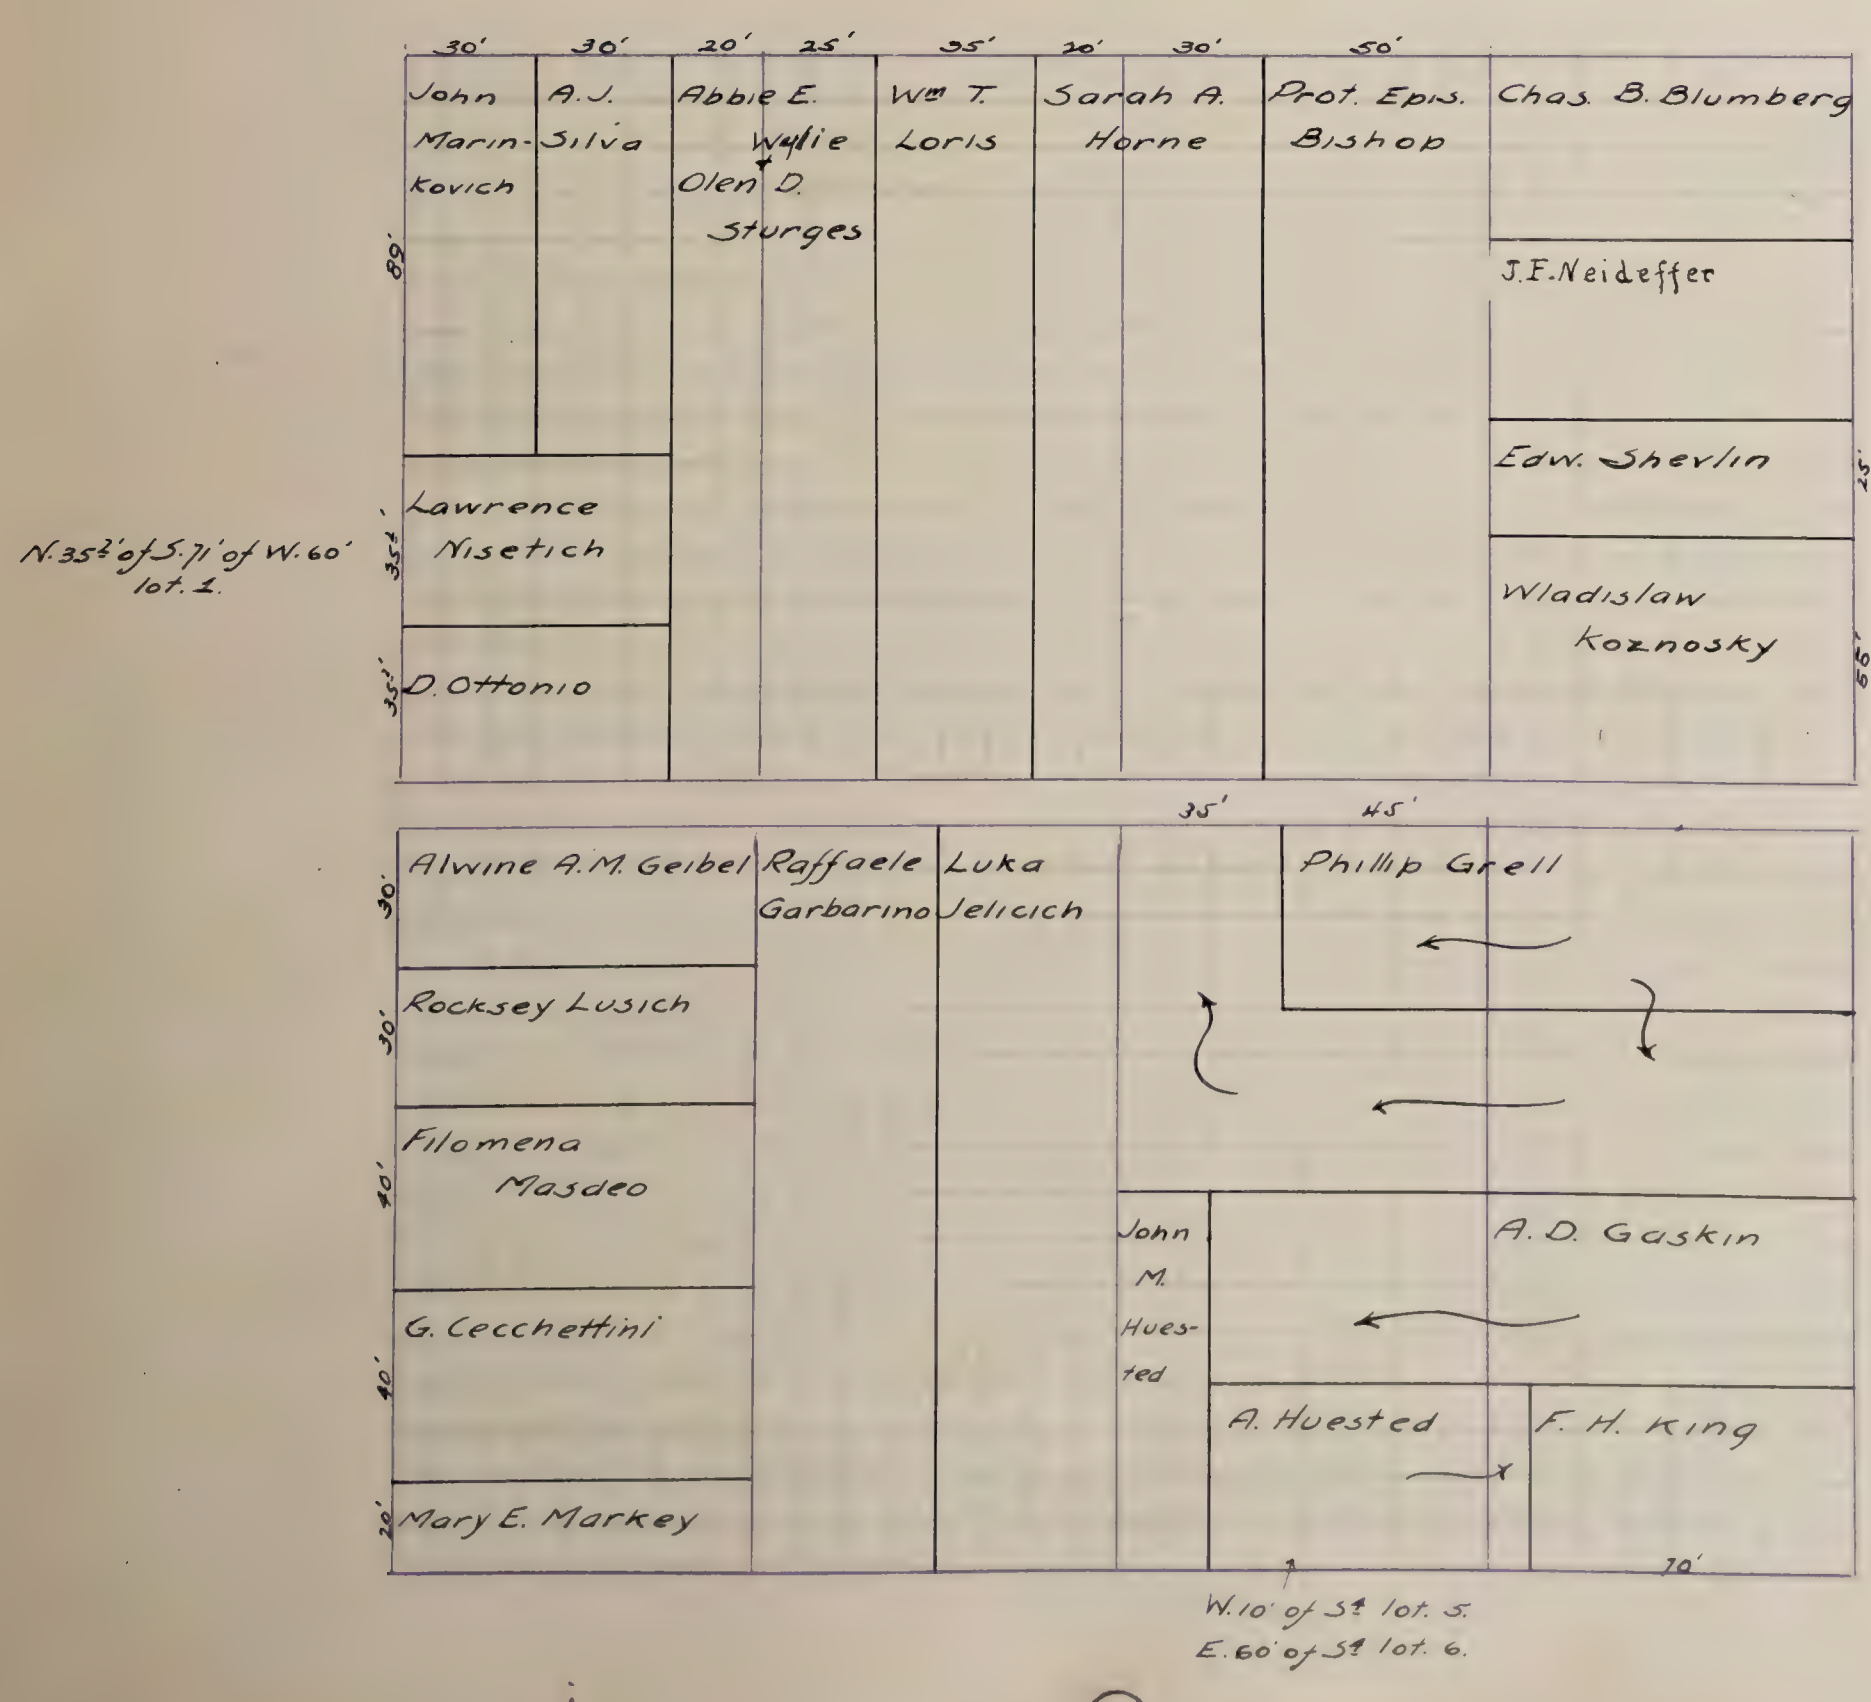 30' 30' 20' 25' 35' 20' 30' 50'
John
Marin-
Kovich
A.J.
Silva
Abbie E.
Wylie
+
Olen D.
Sturges
Wm T.
Loris
Sarah A.
Horne
Prot. Epis.
Bishop
Chas. B. Blumberg
J.F. Neideffer
Edw. Shevlin
25'
Wladislaw
Koznosky
55'
89'
Lawrence
Nisetich
N. 35½' of S. 71' of W. 60'
lot. 1.
35½'
D. Ottonio
35½'
35' 45'
Alwine A.M. Geibel
30'
Raffaele
Garbarino
Luka
Jelicich
Phillip Grell
Rocksey Lusich
30'
Filomena
Masdeo
40'
John
M.
Hues-
ted
A. D. Gaskin
G. Cecchettini
40'
A. Huested
F. H. King
Mary E. Markey
20'
70'
W. 10' of S¼ lot. 5.
E. 60' of S¼ lot. 6.